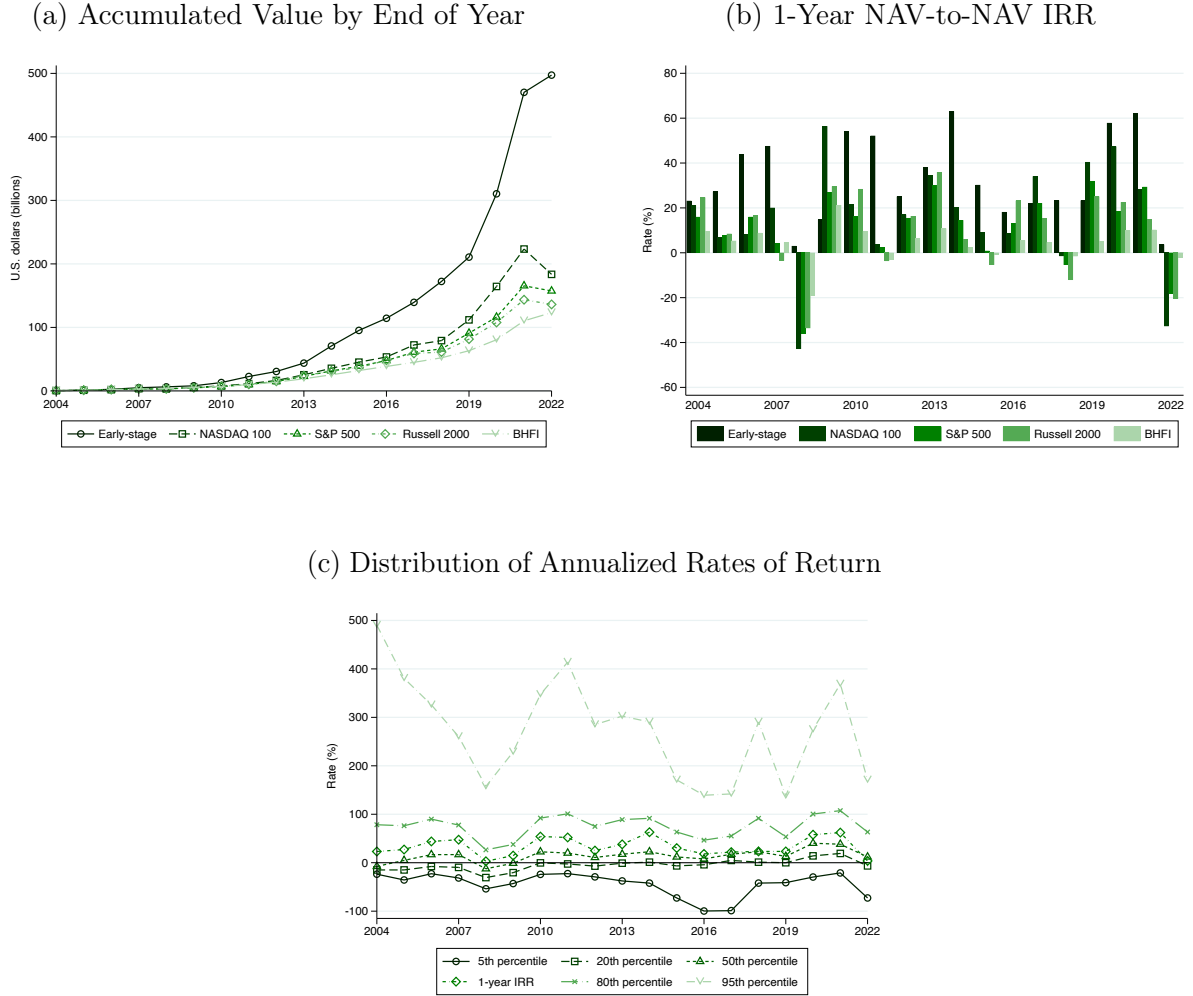 (a) Accumulated Value by End of Year
U.S. dollars (billions)
500
400
300
200
100
0
2004 2007 2010 2013 2016 2019 2022
Early-stage NASDAQ 100 S&P 500 Russell 2000 BHFI
(b) 1-Year NAV-to-NAV IRR
Rate (%)
80
60
40
20
0
-20
-40
-60
2004 2007 2010 2013 2016 2019 2022
Early-stage NASDAQ 100 S&P 500 Russell 2000 BHFI
(c) Distribution of Annualized Rates of Return
Rate (%)
500
400
300
200
100
0
-100
2004 2007 2010 2013 2016 2019 2022
5th percentile 20th percentile 50th percentile
1-year IRR 80th percentile 95th percentile